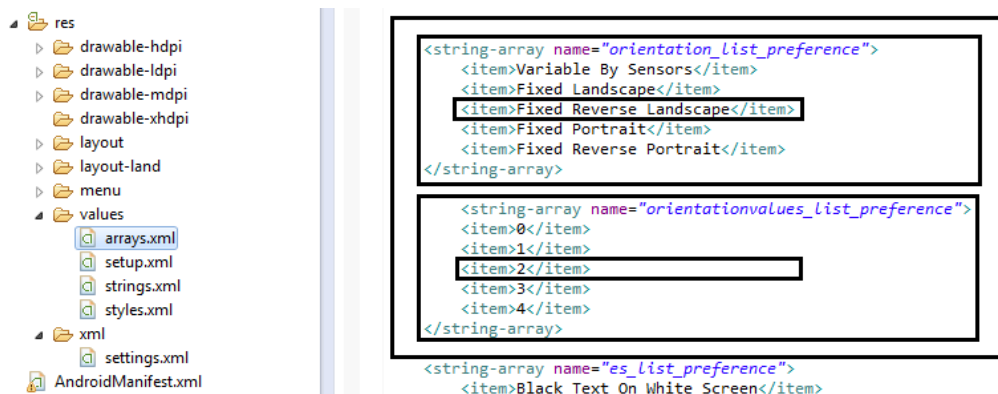 res
drawable-hdpi
drawable-ldpi
drawable-mdpi
drawable-xhdpi
layout
layout-land
menu
values
arrays.xml
setup.xml
strings.xml
styles.xml
xml
settings.xml
AndroidManifest.xml
<string-array name="orientation_list_preference">
<item>Variable By Sensors</item>
<item>Fixed Landscape</item>
<item>Fixed Reverse Landscape</item>
<item>Fixed Portrait</item>
<item>Fixed Reverse Portrait</item>
</string-array>
<string-array name="orientationvalues_list_preference">
<item>0</item>
<item>1</item>
<item>2</item>
<item>3</item>
<item>4</item>
</string-array>
<string-array name="es_list_preference">
<item>Black Text On White Screen</item>